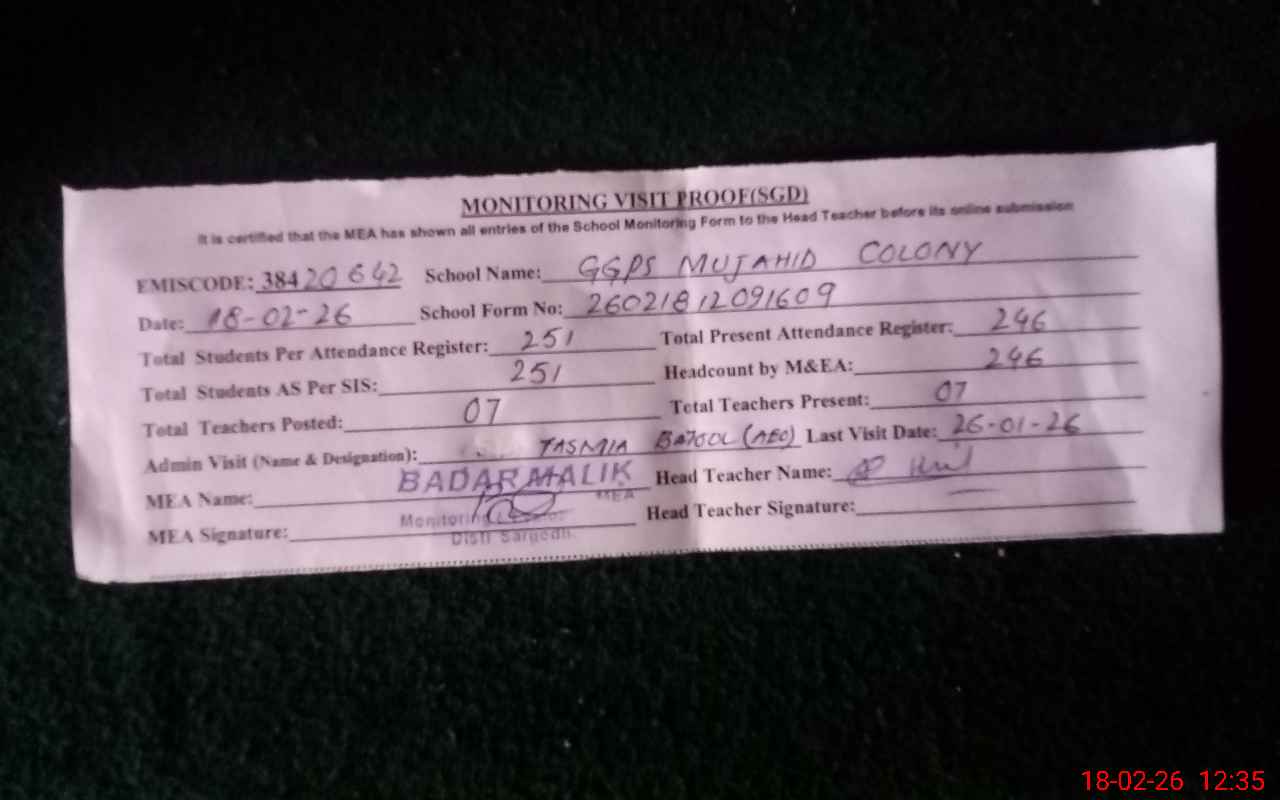 MONITORING VISIT PROOF(SGD)
It is certified that the MEA has shown all entries of the School Monitoring Form to the Head Teacher before its online submission
EMISCODE: 38420642 School Name: GGPS MUJAHID COLONY
Date: 18-02-26 School Form No: 26021812091609
Total Students Per Attendance Register: 251 Total Present Attendance Register: 246
Total Students AS Per SIS: 251 Headcount by M&EA: 246
Total Teachers Posted: 07 Total Teachers Present: 07
Admin Visit (Name & Designation): TASMIA BATOOL (AEO) Last Visit Date: 26-01-26
MEA Name: BADAR MALIK MEA Head Teacher Name:
MEA Signature: Monitoring Head Teacher Signature:
18-02-26 12:35